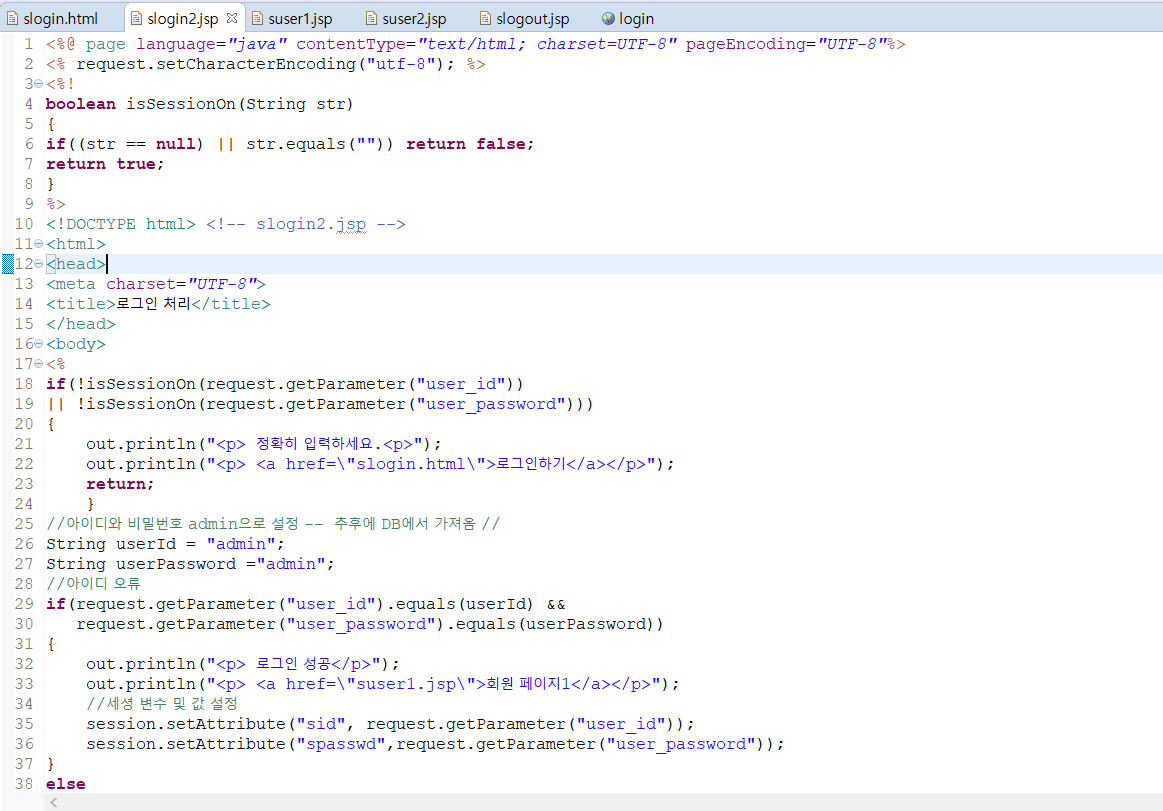 slogin.html slogin2.jsp suser1.jsp suser2.jsp slogout.jsp login
1 <%@ page language="java" contentType="text/html; charset=UTF-8" pageEncoding="UTF-8"%>
2 <% request.setCharacterEncoding("utf-8"); %>
3 <%!
4 boolean isSessionOn(String str)
5 {
6 if((str == null) || str.equals("")) return false;
7 return true;
8 }
9 %>
10 <!DOCTYPE html> <!-- slogin2.jsp -->
11 <html>
12 <head>
13 <meta charset="UTF-8">
14 <title>로그인 처리</title>
15 </head>
16 <body>
17 <%
18 if(!isSessionOn(request.getParameter("user_id"))
19 || !isSessionOn(request.getParameter("user_password")))
20 {
21     out.println("<p> 정확히 입력하세요.<p>");
22     out.println("<p> <a href=\"slogin.html\">로그인하기</a></p>");
23     return;
24     }
25 //아이디와 비밀번호 admin으로 설정 -- 추후에 DB에서 가져옴 //
26 String userId = "admin";
27 String userPassword ="admin";
28 //아이디 오류
29 if(request.getParameter("user_id").equals(userId) &&
30    request.getParameter("user_password").equals(userPassword))
31 {
32     out.println("<p> 로그인 성공</p>");
33     out.println("<p> <a href=\"suser1.jsp\">회원 페이지1</a></p>");
34     //세셩 변수 및 값 설정
35     session.setAttribute("sid", request.getParameter("user_id"));
36     session.setAttribute("spasswd",request.getParameter("user_password"));
37 }
38 else